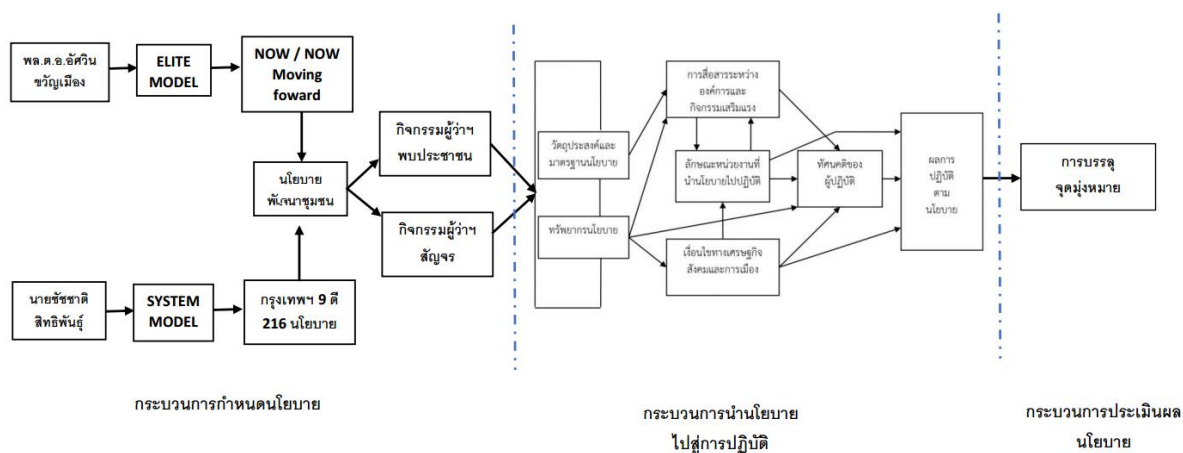 พล.ต.อ.อัศวิน
ขวัญเมือง
ELITE
MODEL
NOW / NOW
Moving
foward
นโยบาย
พัฒนาชุมชน
นายชัชชาติ
สิทธิพันธุ์
SYSTEM
MODEL
กรุงเทพฯ 9 ดี
216 นโยบาย
กิจกรรมผู้ว่าฯ
พบประชาชน
กิจกรรมผู้ว่าฯ
สัญจร
วัตถุประสงค์และ
มาตรฐานนโยบาย
ทรัพยากรนโยบาย
การสื่อสารระหว่าง
องค์การและ
กิจกรรมเสริมแรง
ลักษณะหน่วยงานที่
นำนโยบายไปปฏิบัติ
เงื่อนไขทางเศรษฐกิจ
สังคมและการเมือง
ทัศนคติของ
ผู้ปฏิบัติ
ผลการ
ปฏิบัติ
ตาม
นโยบาย
การบรรลุ
จุดมุ่งหมาย
กระบวนการกำหนดนโยบาย
กระบวนการนำนโยบาย
ไปสู่การปฏิบัติ
กระบวนการประเมินผล
นโยบาย